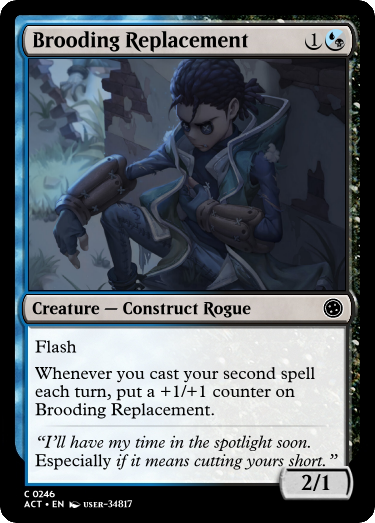 Brooding Replacement 1
Creature — Construct Rogue
Flash
Whenever you cast your second spell
each turn, put a +1/+1 counter on
Brooding Replacement.
“I’ll have my time in the spotlight soon.
Especially if it means cutting yours short.”
2/1
C 0246
ACT • EN USER-34817